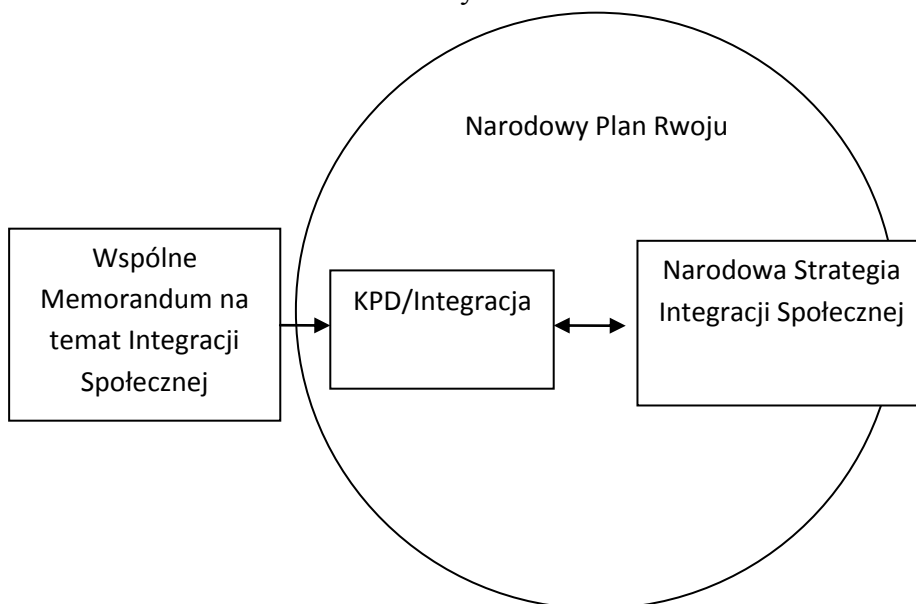 y
Narodowy Plan Rwoju
Wspólne
Memorandum na
temat Integracji
Społecznej
KPD/Integracja
Narodowa Strategia
Integracji Społecznej